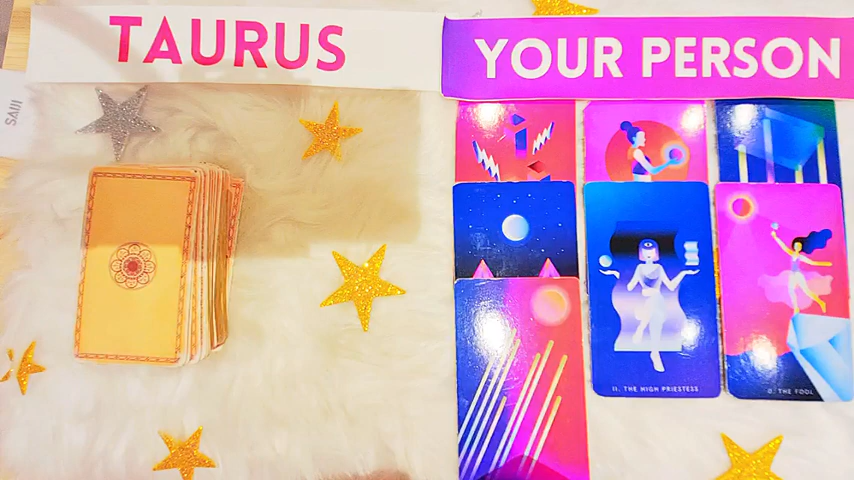 TAURUS
YOUR PERSON
II. THE HIGH PRIESTESS
0. THE FOOL